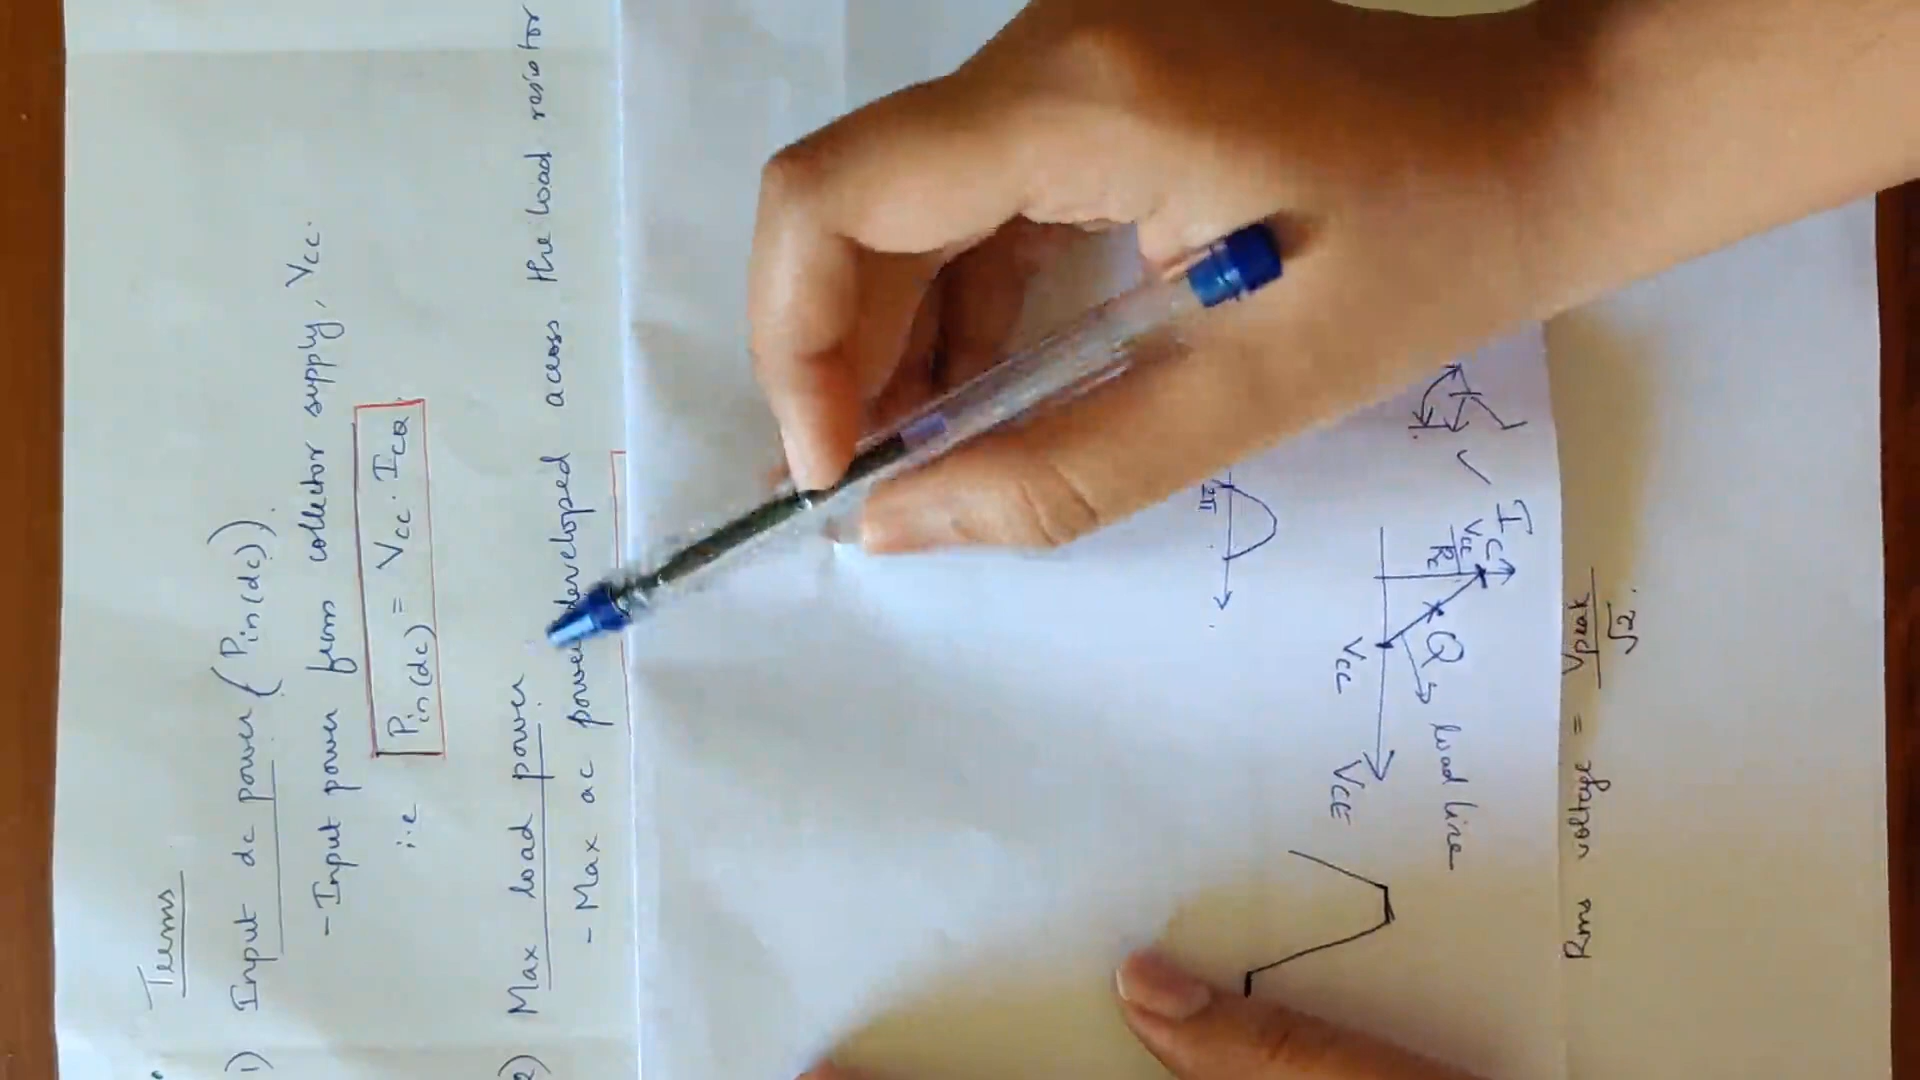 Terms
1) Input dc power {Pin(dc)}.
- Input power from collector supply, Vcc.
i.e Pin(dc) = Vcc . ICQ
2) Max load power
- Max ac power developed across the load resistor
2π
IC
Vcc
Rc
Q
Vcc
VCE
load line
Rms voltage = Vpeak / √2.